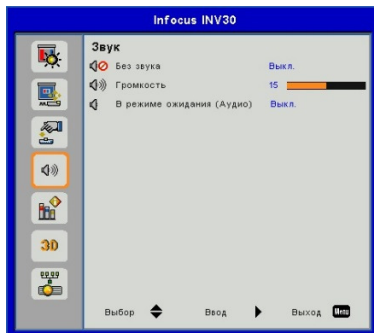 Infocus INV30
Звук
Без звука Выкл.
Громкость 15
В режиме ожидания (Аудио) Выкл.
3D
Выбор Ввод Выход Menu